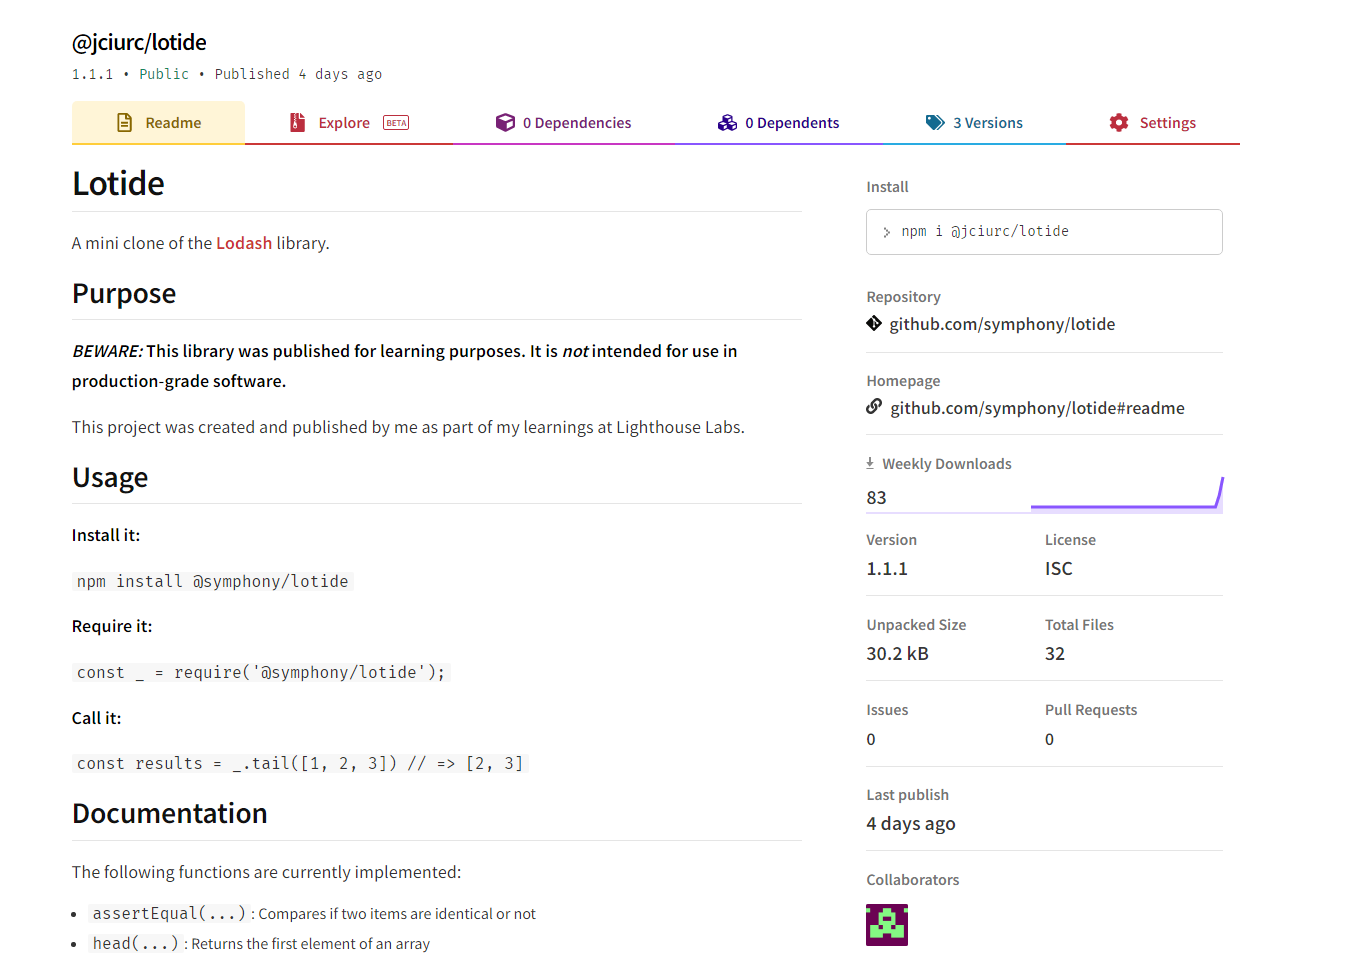 @jciurc/lotide
1.1.1 • Public • Published 4 days ago
Readme
Explore BETA
0 Dependencies
0 Dependents
3 Versions
Settings
Lotide
A mini clone of the Lodash library.
Purpose
BEWARE: This library was published for learning purposes. It is not intended for use in
production-grade software.
This project was created and published by me as part of my learnings at Lighthouse Labs.
Usage
Install it:
npm install @symphony/lotide
Require it:
const _ = require('@symphony/lotide');
Call it:
const results = _.tail([1, 2, 3]) // => [2, 3]
Documentation
The following functions are currently implemented:
• assertEqual(...) : Compares if two items are identical or not
• head(...) : Returns the first element of an array
Install
> npm i @jciurc/lotide
Repository
github.com/symphony/lotide
Homepage
github.com/symphony/lotide#readme
Weekly Downloads
83
Version
1.1.1
License
ISC
Unpacked Size
30.2 kB
Total Files
32
Issues
0
Pull Requests
0
Last publish
4 days ago
Collaborators